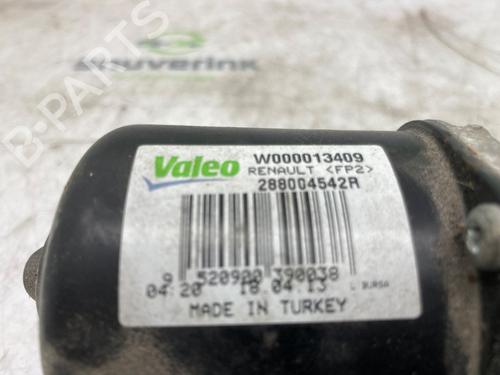 Valeo
W000013409
RENAULT <FP2>
288004542R
9 520900 390038
04:20 18.04.13 L BURSA
MADE IN TURKEY
B-PARTS